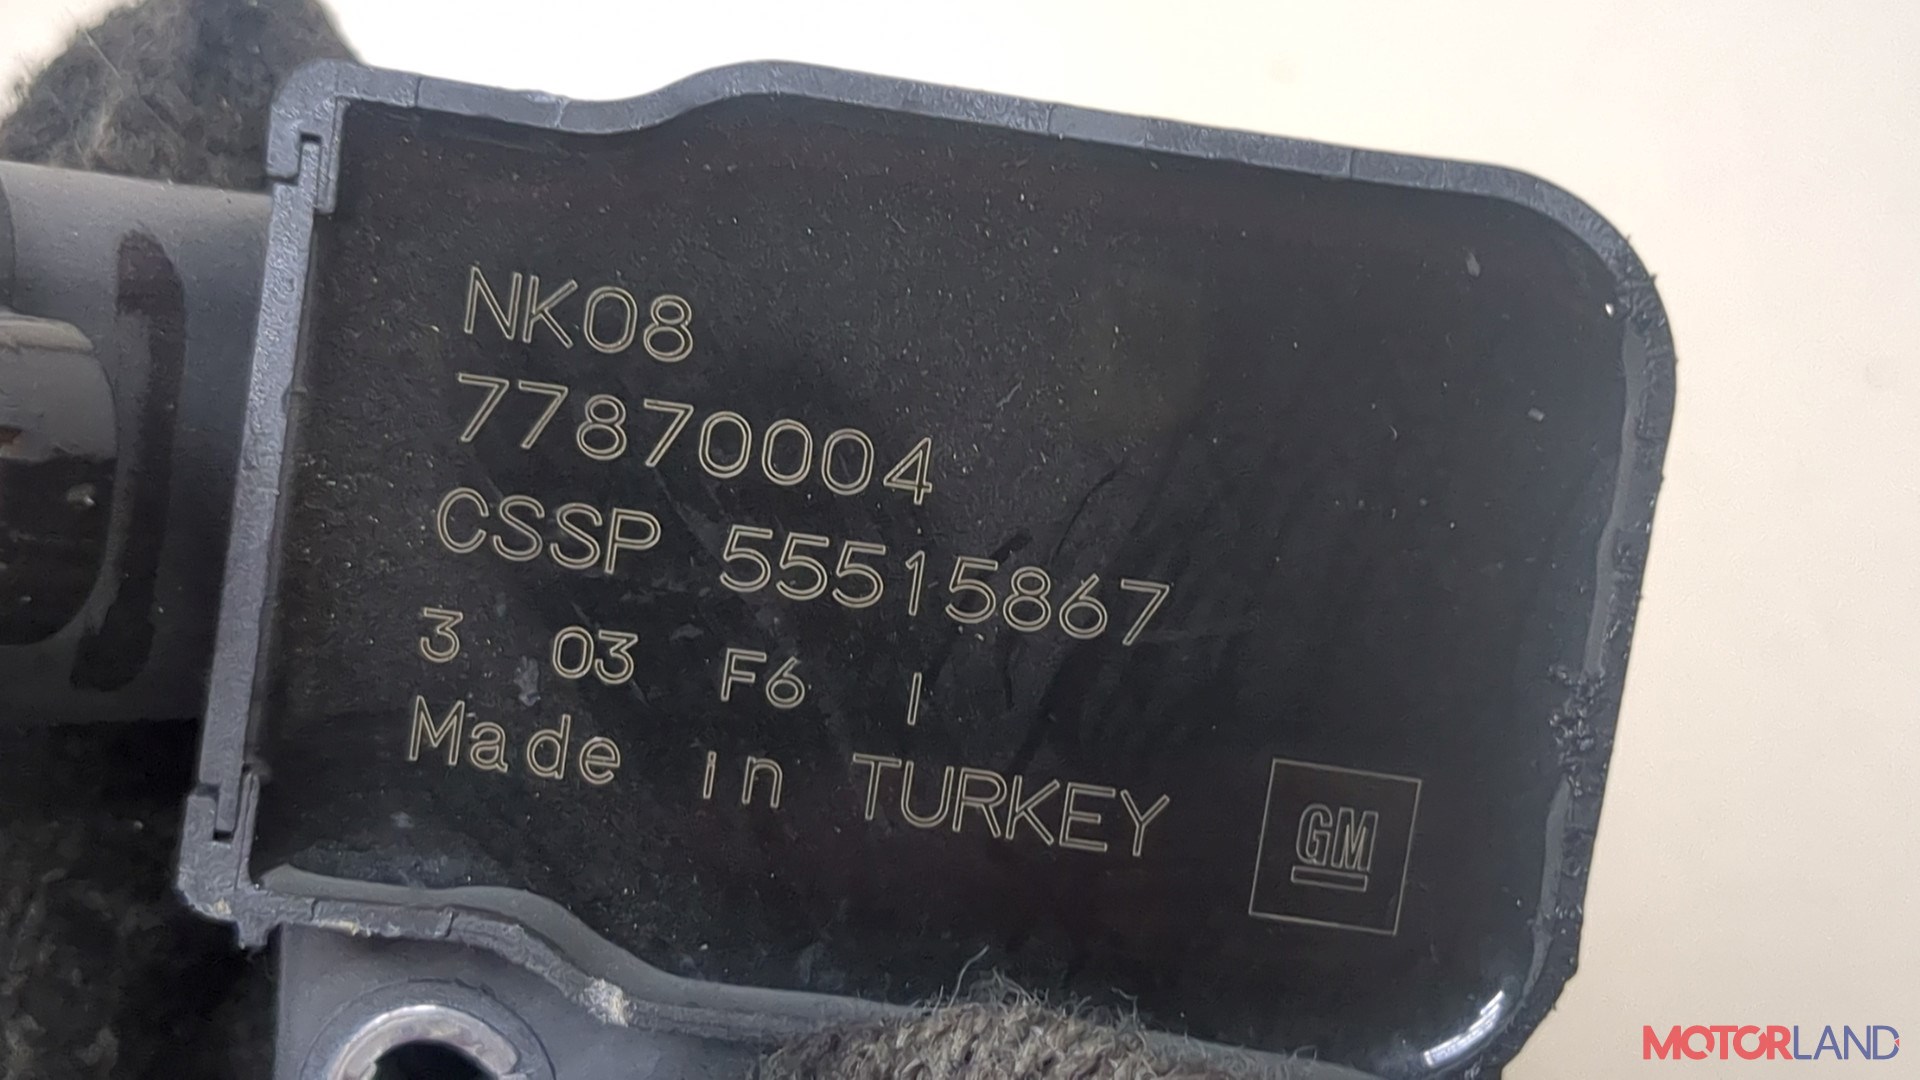 NK08
77870004
CSSP 55515867
3 03 F6 I
Made in TURKEY
GM
MOTORLAND